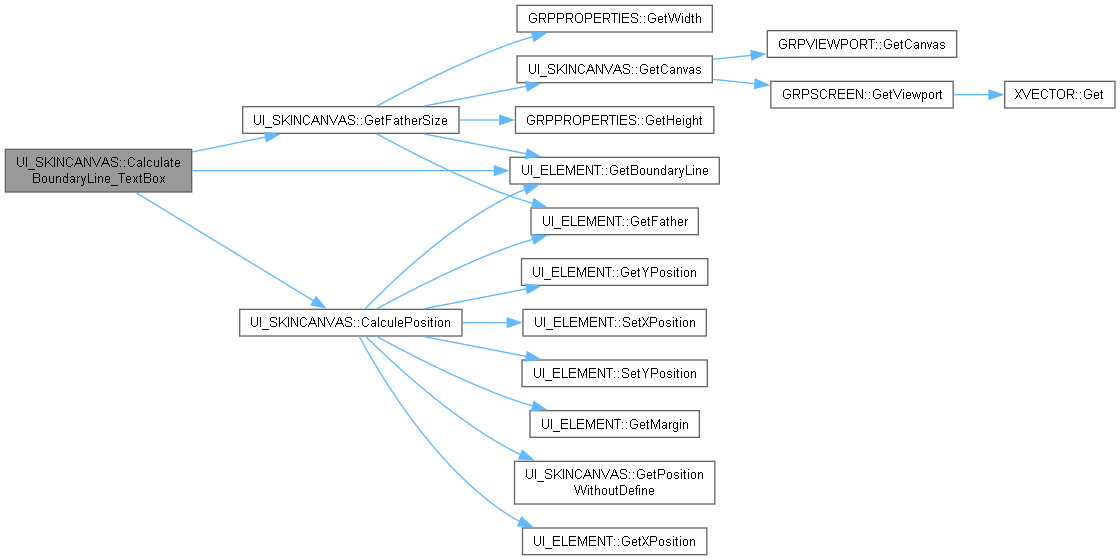 UI_SKINCANVAS::Calculate
BoundaryLine_TextBox
UI_SKINCANVAS::GetFatherSize
GRPPROPERTIES::GetWidth
UI_SKINCANVAS::GetCanvas
GRPVIEWPORT::GetCanvas
GRPSCREEN::GetViewport
XVECTOR::Get
GRPPROPERTIES::GetHeight
UI_ELEMENT::GetBoundaryLine
UI_ELEMENT::GetFather
UI_SKINCANVAS::CalculePosition
UI_ELEMENT::GetYPosition
UI_ELEMENT::SetXPosition
UI_ELEMENT::SetYPosition
UI_ELEMENT::GetMargin
UI_SKINCANVAS::GetPosition
WithoutDefine
UI_ELEMENT::GetXPosition